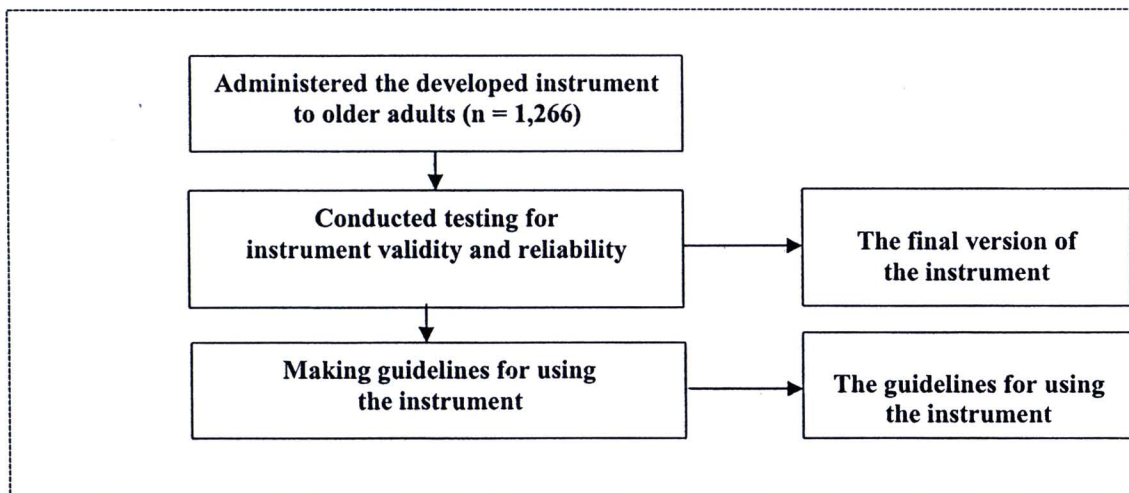 Administered the developed instrument
to older adults (n = 1,266)
Conducted testing for
instrument validity and reliability
The final version of
the instrument
Making guidelines for using
the instrument
The guidelines for using
the instrument